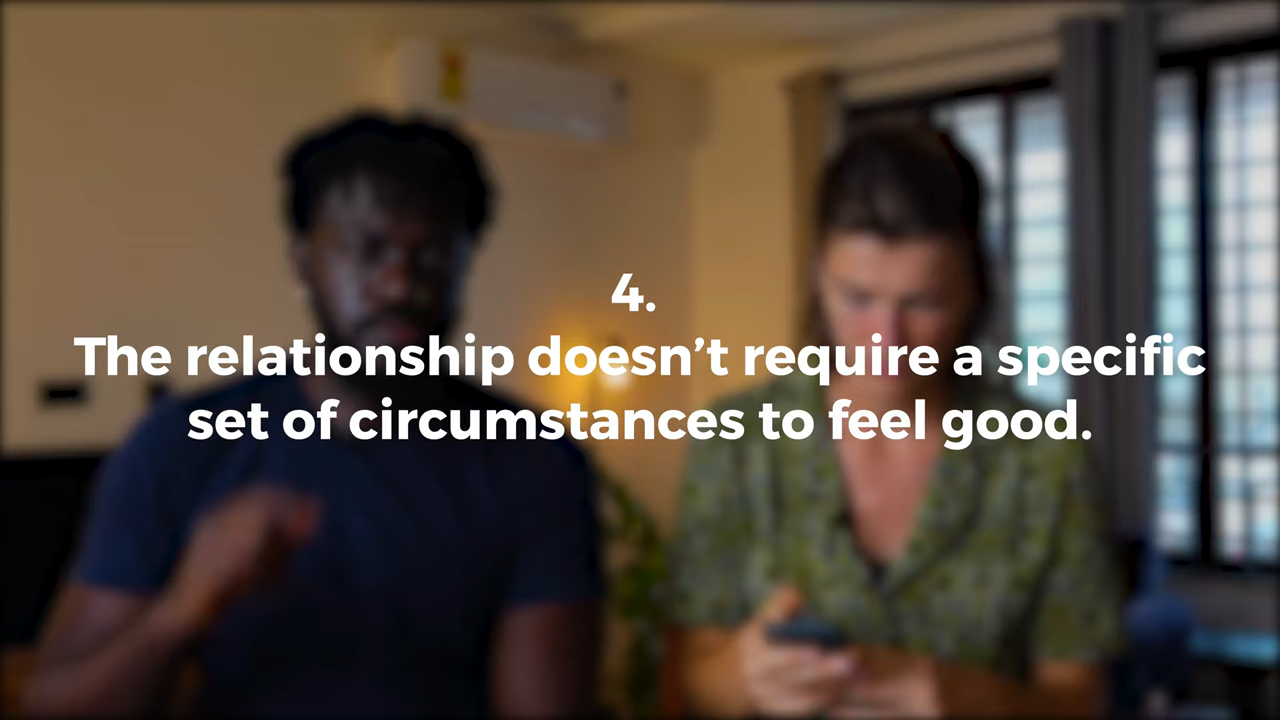 4.
The relationship doesn’t require a specific
set of circumstances to feel good.